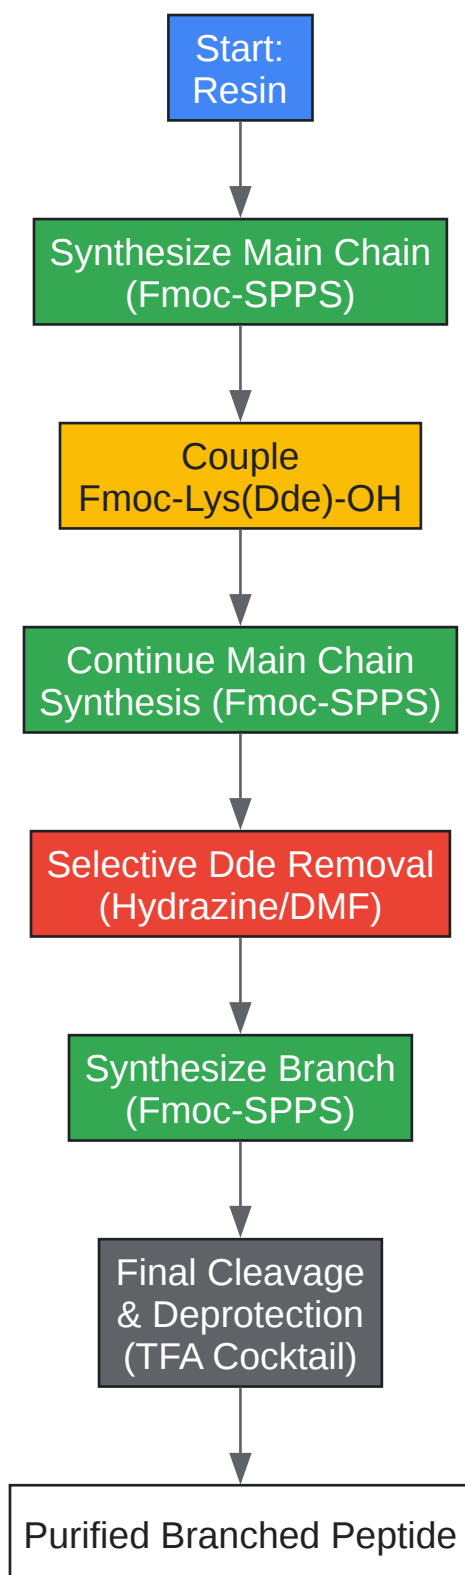 Start:
Resin
Synthesize Main Chain
(Fmoc-SPPS)
Couple
Fmoc-Lys(Dde)-OH
Continue Main Chain
Synthesis (Fmoc-SPPS)
Selective Dde Removal
(Hydrazine/DMF)
Synthesize Branch
(Fmoc-SPPS)
Final Cleavage
& Deprotection
(TFA Cocktail)
Purified Branched Peptide